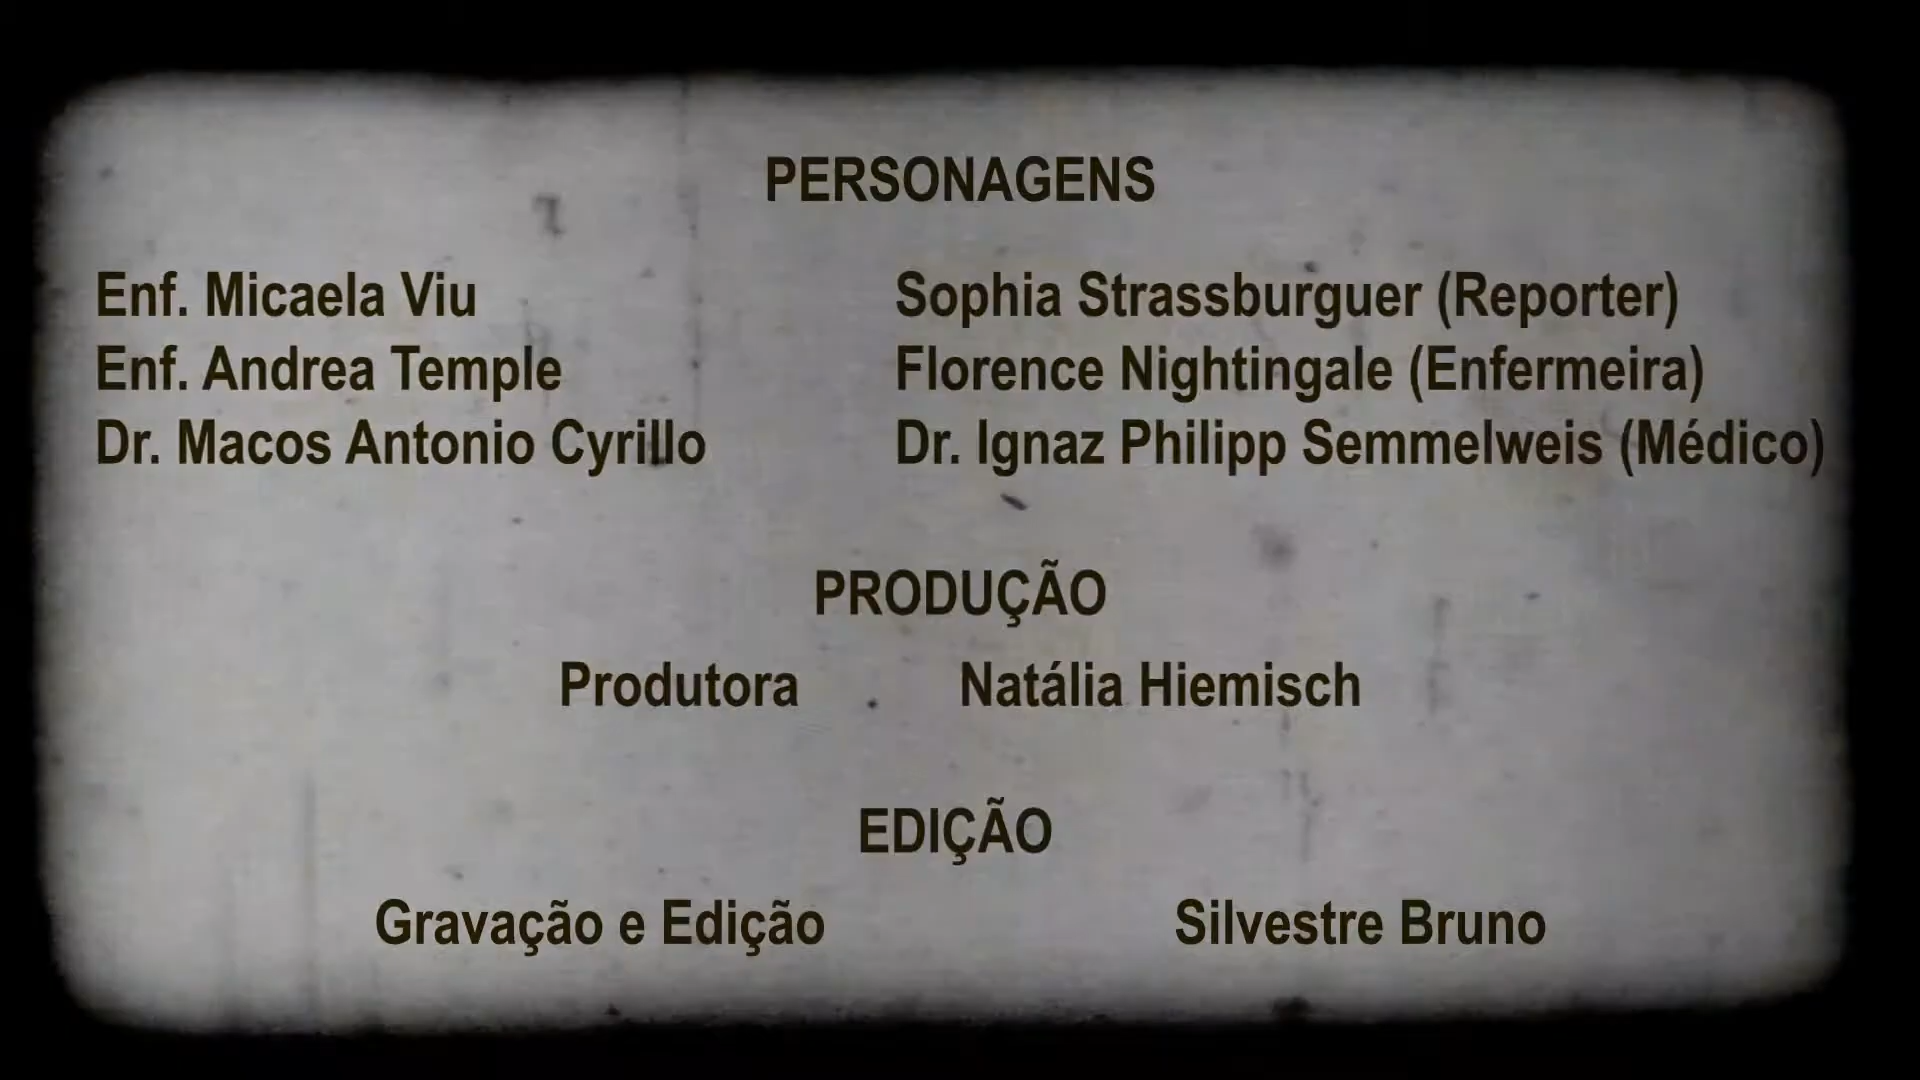 PERSONAGENS
Enf. Micaela Viu Sophia Strassburguer (Reporter)
Enf. Andrea Temple Florence Nightingale (Enfermeira)
Dr. Macos Antonio Cyrillo Dr. Ignaz Philipp Semmelweis (Médico)
PRODUÇÃO
Produtora Natália Hiemisch
EDIÇÃO
Gravação e Edição Silvestre Bruno